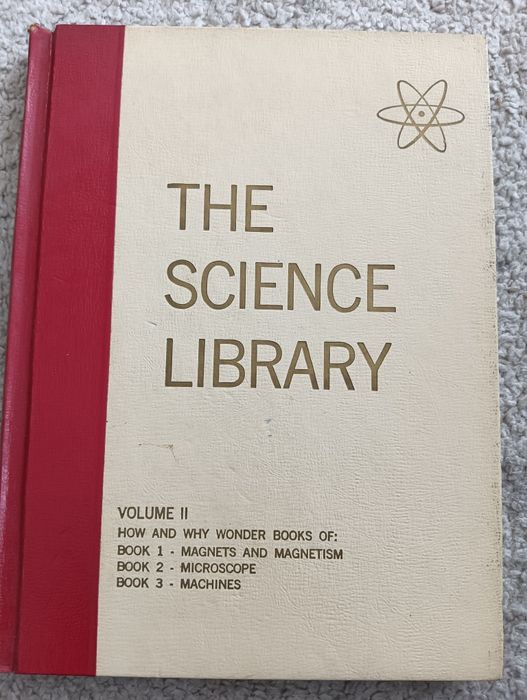 THE
SCIENCE
LIBRARY
VOLUME II
HOW AND WHY WONDER BOOKS OF:
BOOK 1 - MAGNETS AND MAGNETISM
BOOK 2 - MICROSCOPE
BOOK 3 - MACHINES